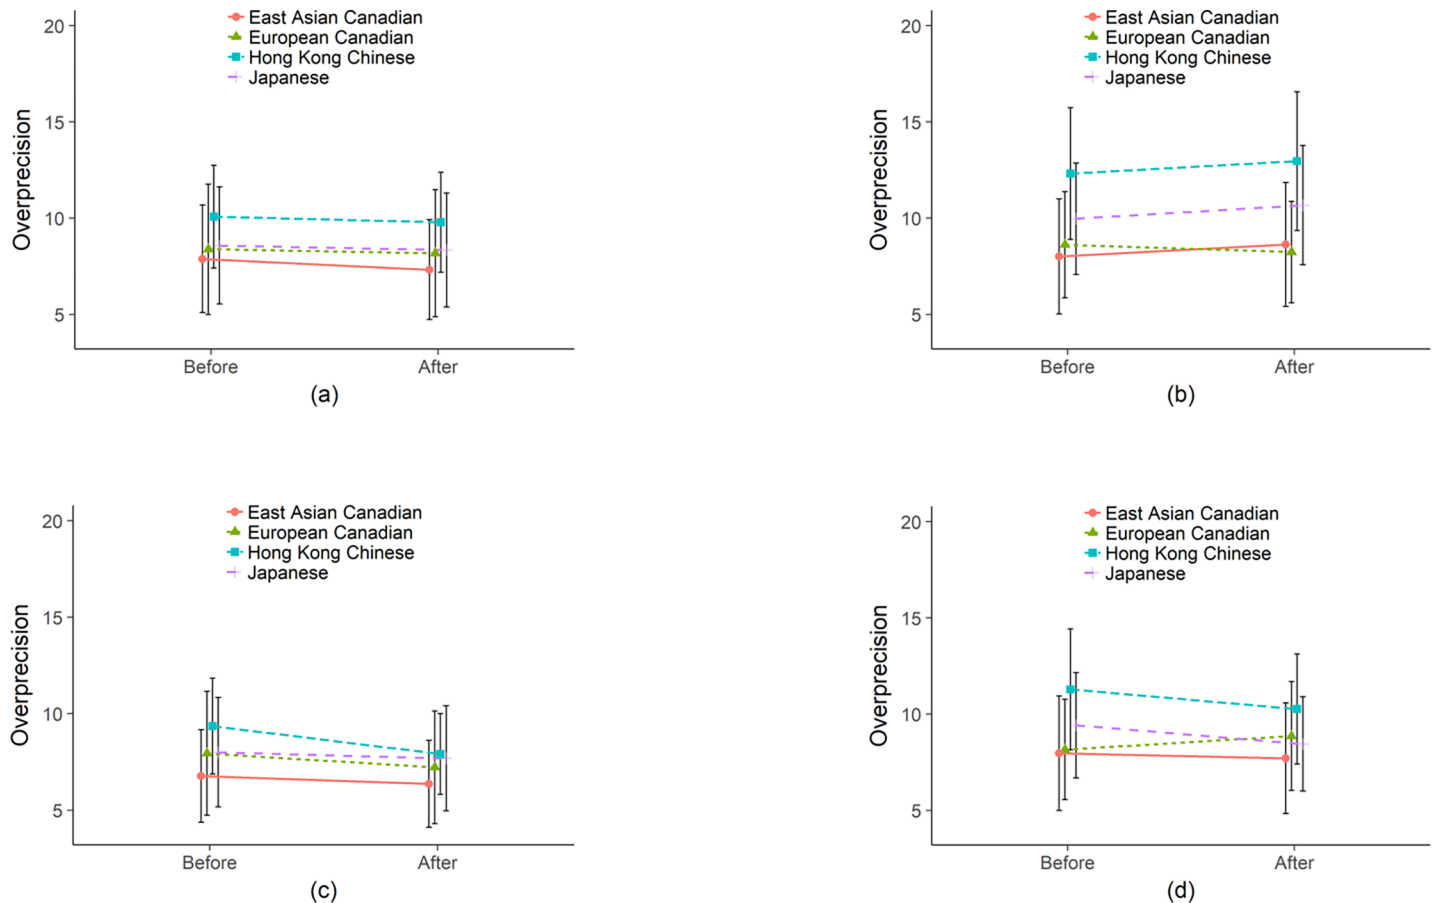 East Asian Canadian
European Canadian
Hong Kong Chinese
Japanese
Overprecision
20
15
10
5
Before After
(a)
East Asian Canadian
European Canadian
Hong Kong Chinese
Japanese
Overprecision
20
15
10
5
Before After
(b)
East Asian Canadian
European Canadian
Hong Kong Chinese
Japanese
Overprecision
20
15
10
5
Before After
(c)
East Asian Canadian
European Canadian
Hong Kong Chinese
Japanese
Overprecision
20
15
10
5
Before After
(d)